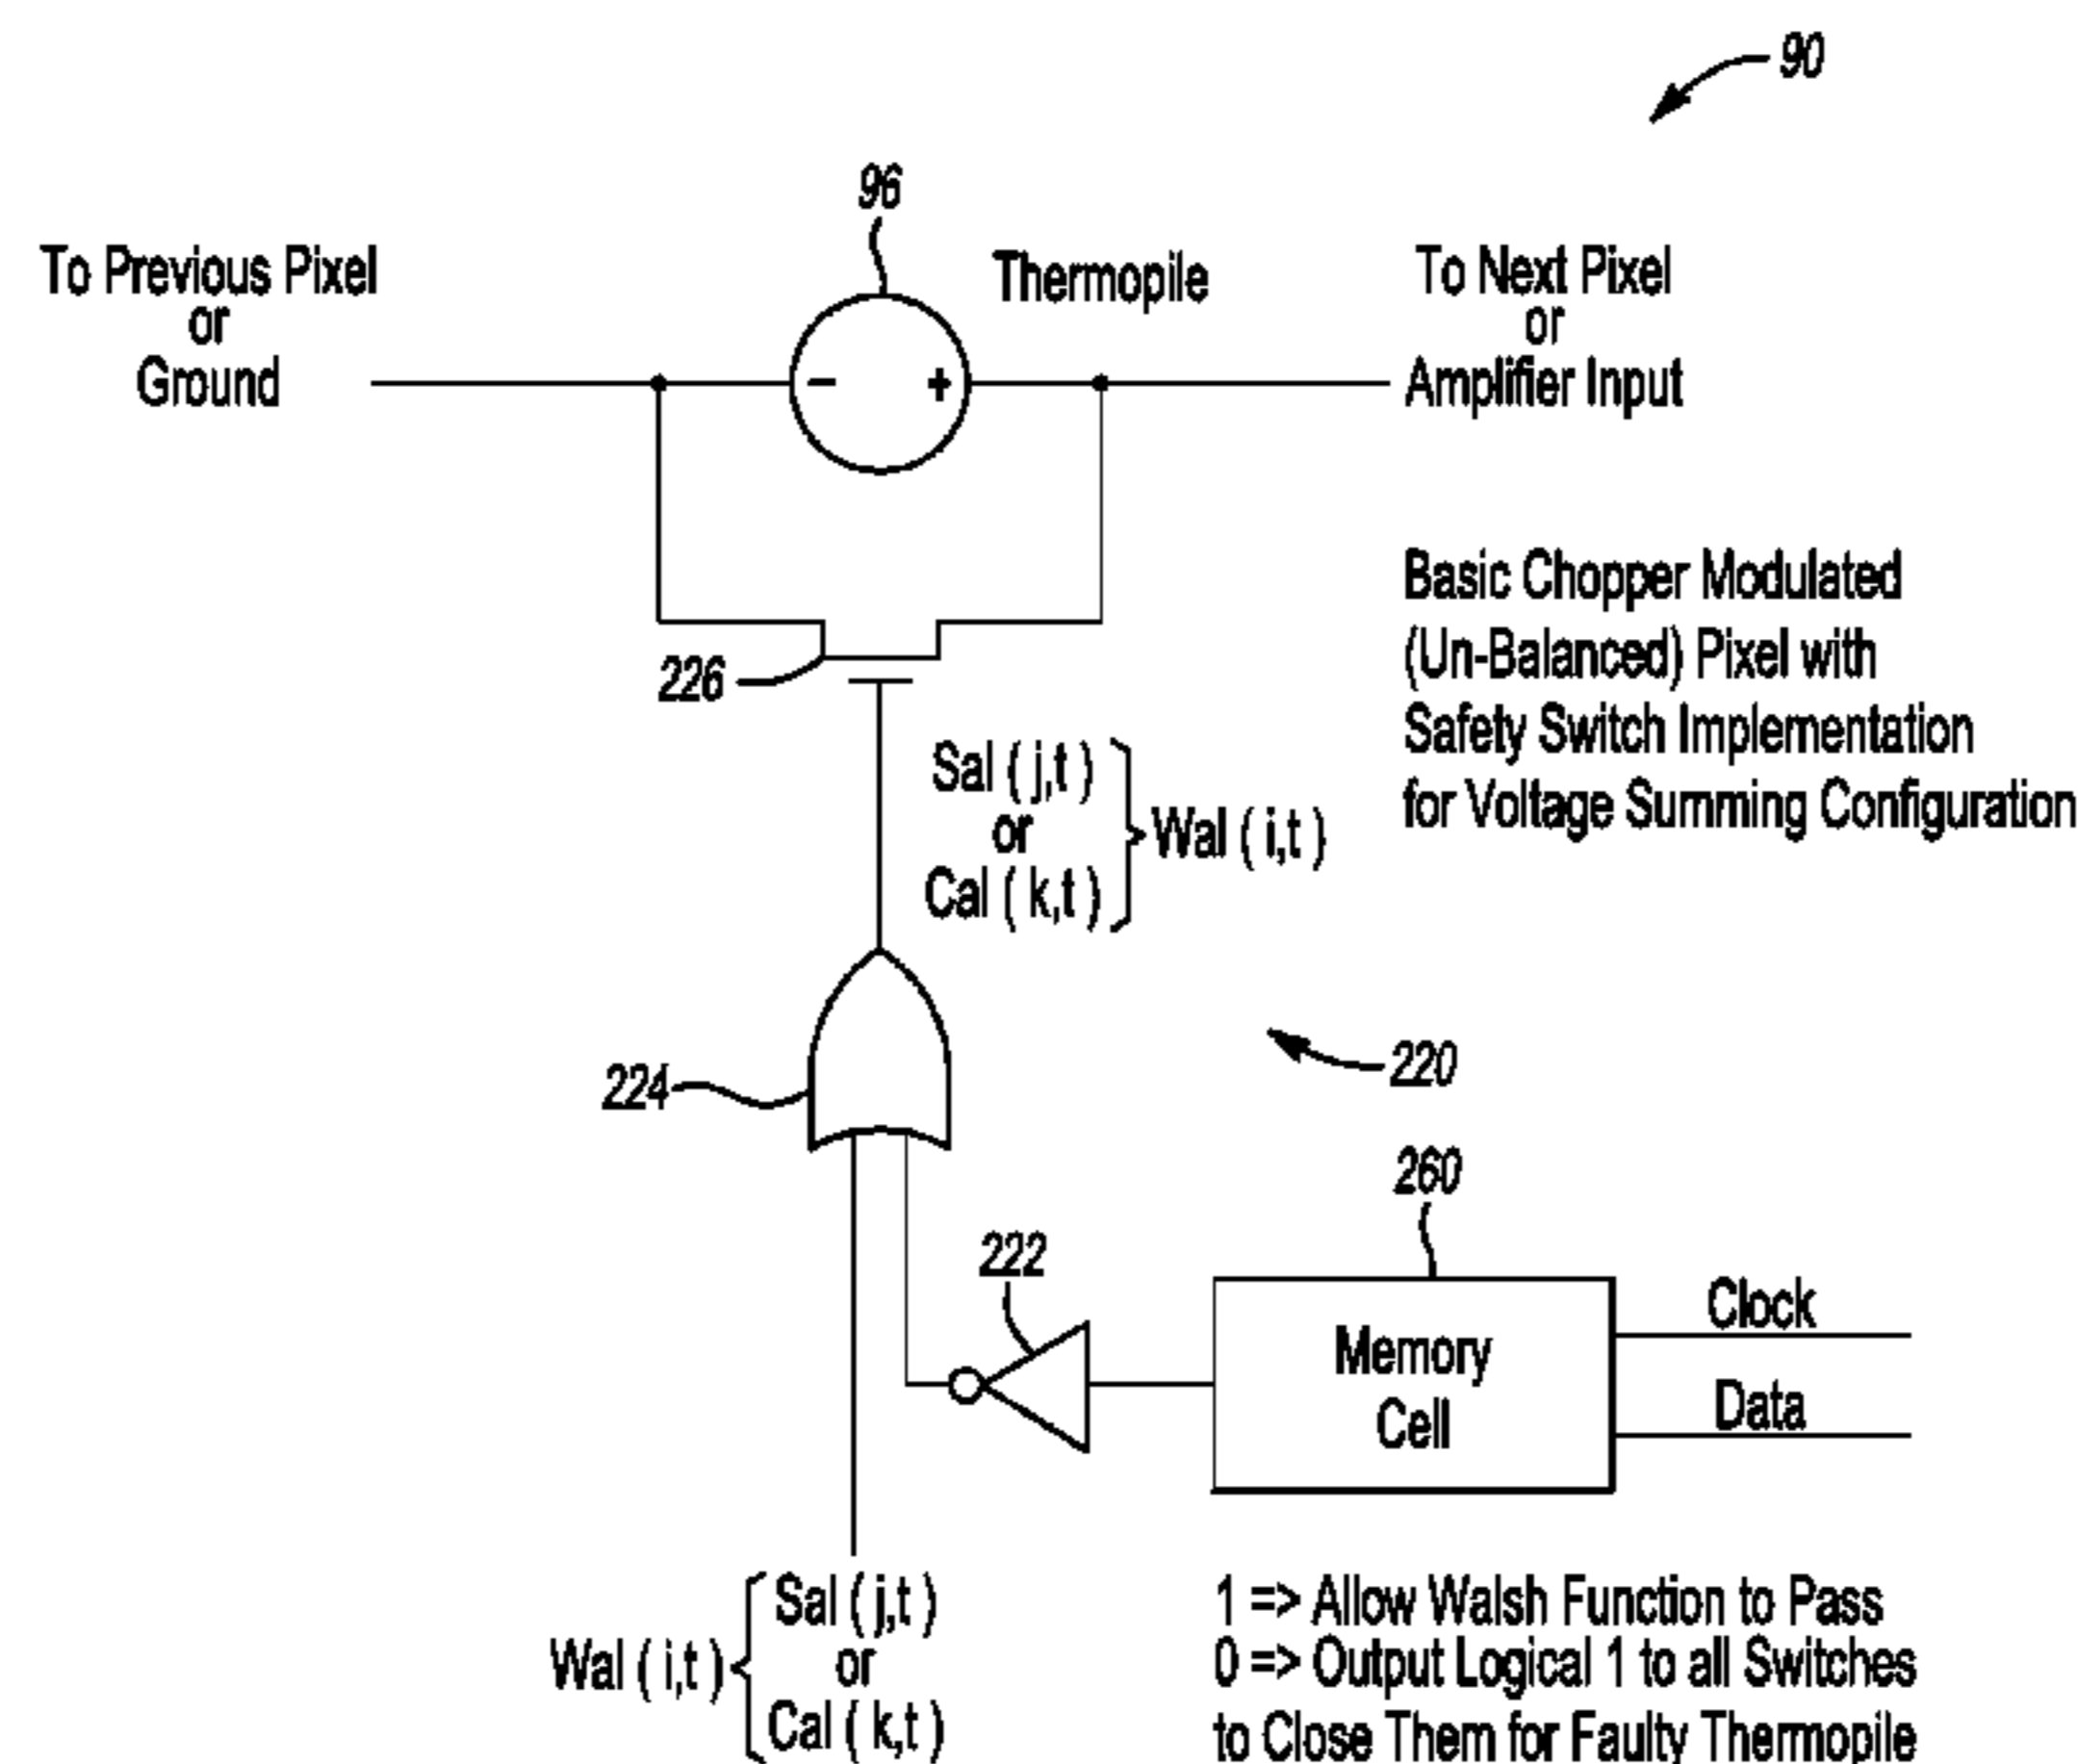 90
96
To Previous Pixel
or
Ground
Thermopile
To Next Pixel
or
Amplifier Input
- +
226
Basic Chopper Modulated
(Un-Balanced) Pixel with
Safety Switch Implementation
for Voltage Summing Configuration
Sal ( j,t )
or
Cal ( k,t )
Wal ( i,t )
224
220
260
222
Memory
Cell
Clock
Data
Wal ( i,t )
Sal ( j,t )
or
Cal ( k,t )
1 => Allow Walsh Function to Pass
0 => Output Logical 1 to all Switches
to Close Them for Faulty Thermopile